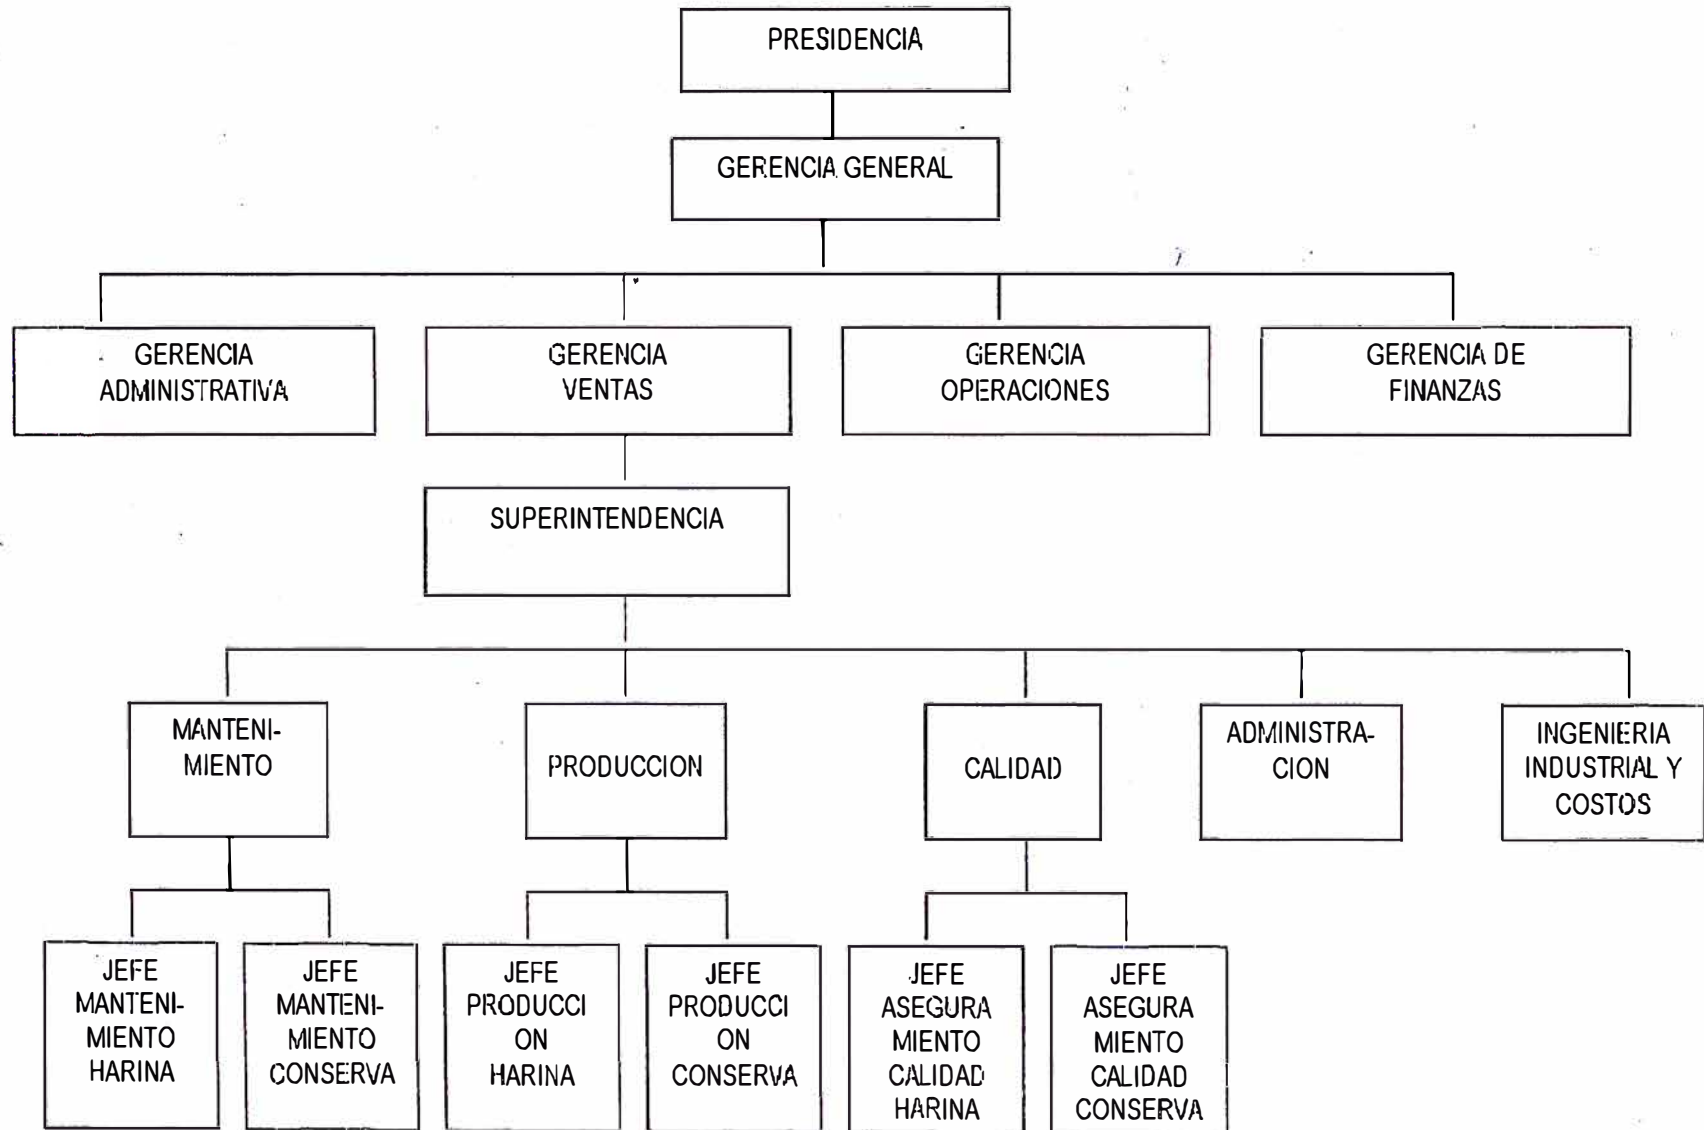 PRESIDENCIA
GERENCIA GENERAL
GERENCIA
ADMINISTRATIVA
GERENCIA
VENTAS
GERENCIA
OPERACIONES
GERENCIA DE
FINANZAS
SUPERINTENDENCIA
MANTENI-
MIENTO
PRODUCCION
CALIDAD
ADMINISTRA-
CION
INGENIERIA
INDUSTRIAL Y
COSTOS
JEFE
MANTENI-
MIENTO
HARINA
JEFE
MANTENI-
MIENTO
CONSERVA
JEFE
PRODUCCI
ON
HARINA
JEFE
PRODUCCI
ON
CONSERVA
JEFE
ASEGURA
MIENTO
CALIDAD
HARINA
JEFE
ASEGURA
MIENTO
CALIDAD
CONSERVA